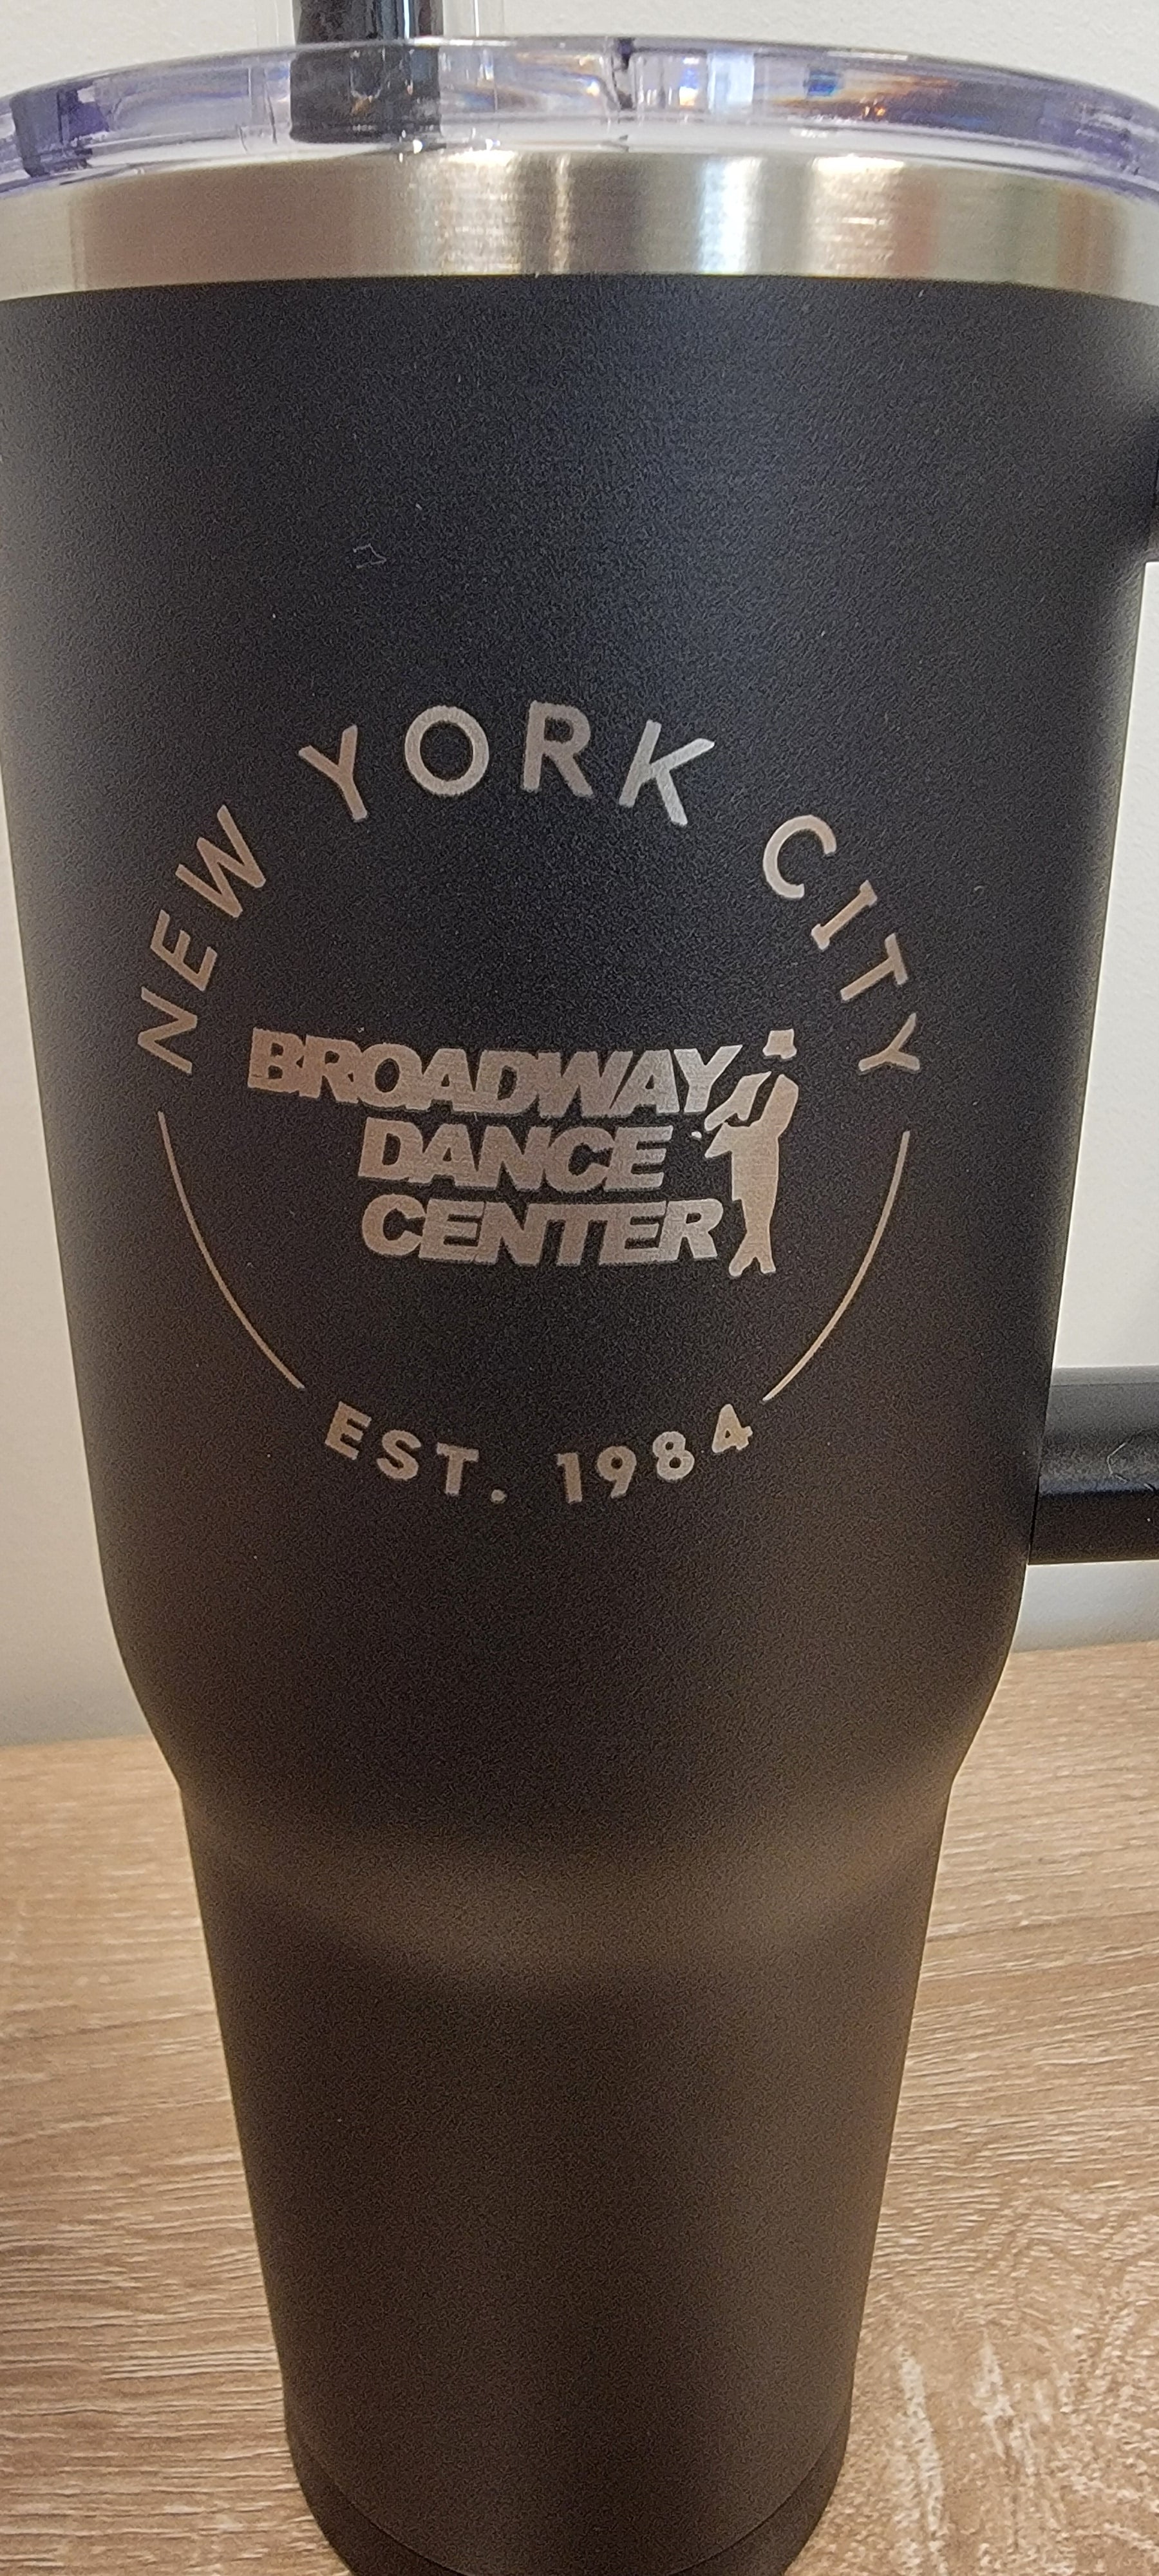 NEW YORK CITY
BROADWAY
DANCE
CENTER
EST. 1984